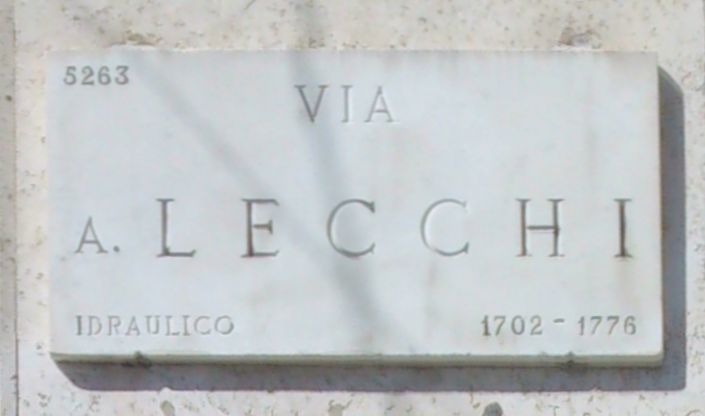 5263
VIA
A. LECCHI
IDRAULICO 1702 - 1776